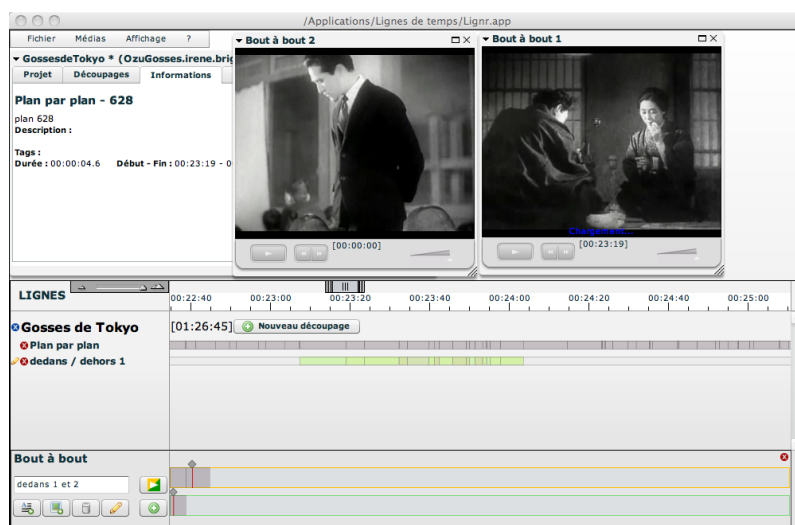 /Applications/Lignes de temps/Lignr.app
Fichier Médias Affichage ?
GossesdeTokyo * (OzuGosses.irene.brig
Projet Découpages Informations
Plan par plan - 628
plan 628
Description :
Tags :
Durée : 00:00:04.6 Début - Fin : 00:23:19 - 0
Bout à bout 2
[00:00:00]
Bout à bout 1
Chargement...
[00:23:19]
LIGNES
00:22:40 00:23:00 00:23:20 00:23:40 00:24:00 00:24:20 00:24:40 00:25:00
Gosses de Tokyo [01:26:45] Nouveau découpage
Plan par plan
dedans / dehors 1
Bout à bout
dedans 1 et 2